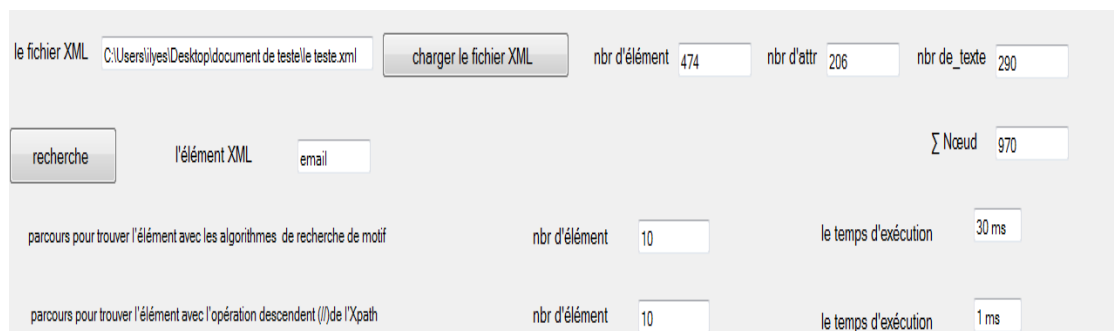 le fichier XML C:\Users\ilyes\Desktop\document de teste\le teste.xml charger le fichier XML nbr d'élément 474 nbr d'attr 206 nbr de_texte 290
∑ Nœud 970
recherche l'élément XML email
parcours pour trouver l'élément avec les algorithmes de recherche de motif nbr d'élément 10 le temps d'exécution 30 ms
parcours pour trouver l'élément avec l'opération descendent (//)de l'Xpath nbr d'élément 10 le temps d'exécution 1 ms